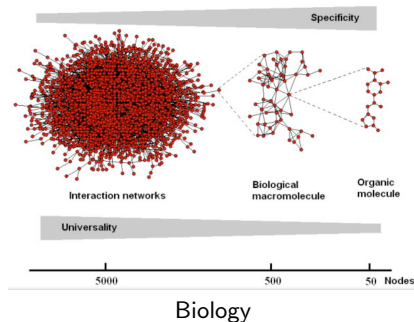 Specificity
Interaction networks
Biological
macromolecule
Organic
molecule
Universality
5000 500 50 Nodes
Biology